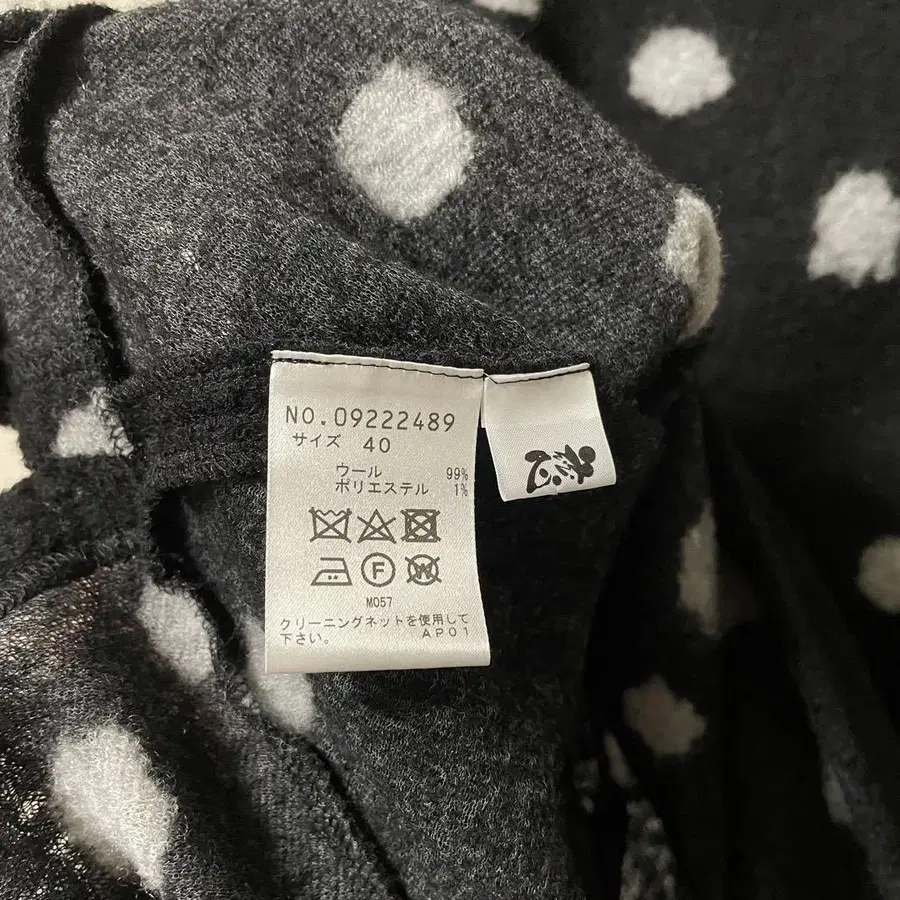 NO.09222489
サイズ 40
ウール 99%
ポリエステル 1%
F W
M057
クリーニングネットを使用して
下さい。 AP01